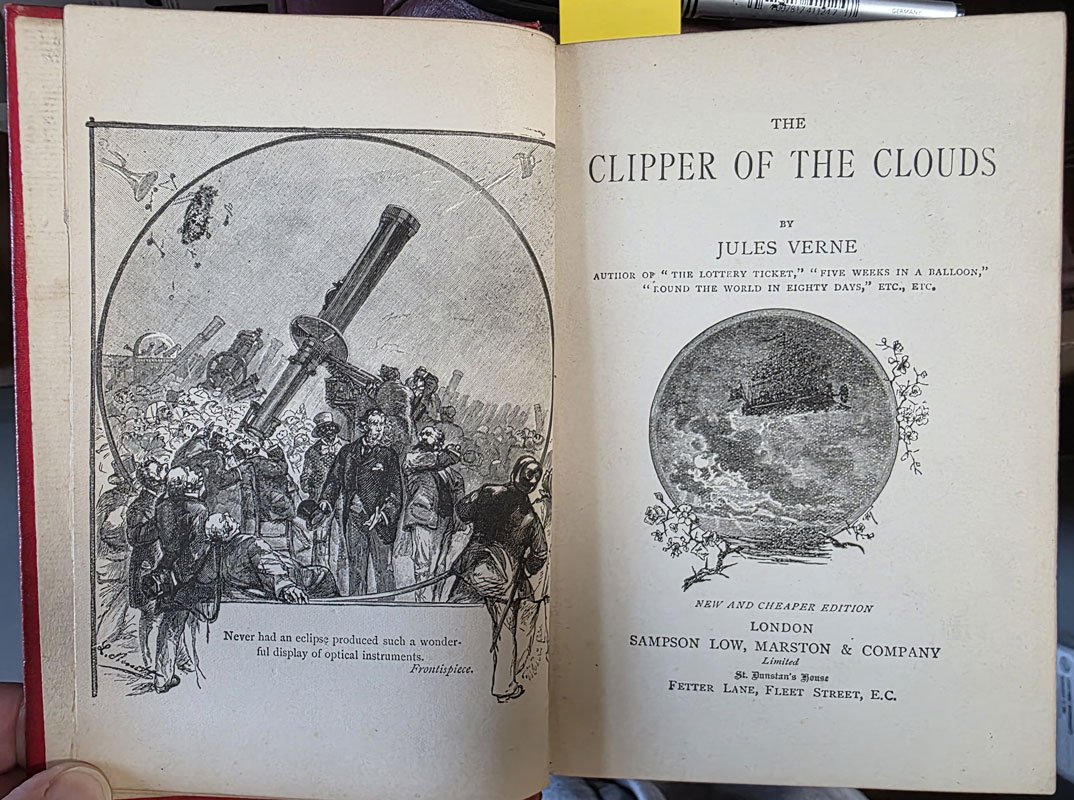 GERMANY
Never had an eclipse produced such a wonder-
ful display of optical instruments.
Frontispiece.
THE
CLIPPER OF THE CLOUDS
BY
JULES VERNE
AUTHOR OF “THE LOTTERY TICKET,” “FIVE WEEKS IN A BALLOON,”
“ROUND THE WORLD IN EIGHTY DAYS,” ETC., ETC.
NEW AND CHEAPER EDITION
LONDON
SAMPSON LOW, MARSTON & COMPANY
Limited
St. Dunstan's House
FETTER LANE, FLEET STREET, E.C.